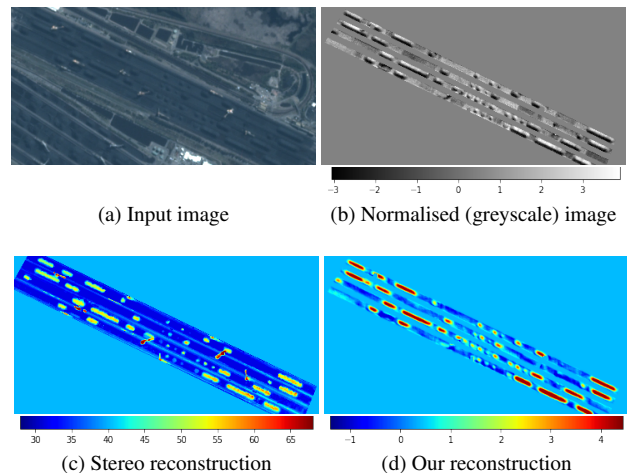 −3 −2 −1 0 1 2 3
(a) Input image
(b) Normalised (greyscale) image
30 35 40 45 50 55 60 65
−1 0 1 2 3 4
(c) Stereo reconstruction
(d) Our reconstruction